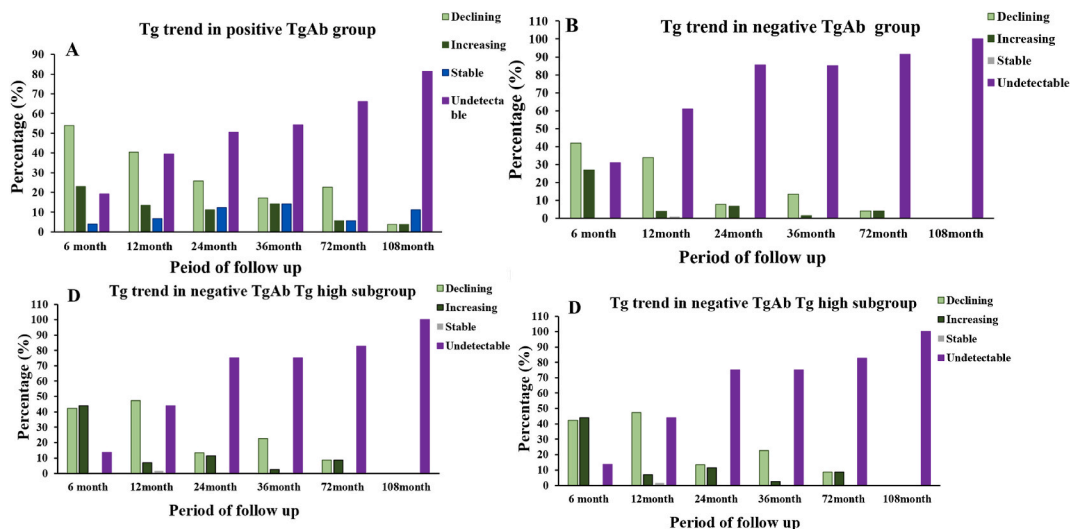 A
Tg trend in positive TgAb group
Declining
Increasing
Stable
Undetecta
ble
Percentage (%)
90
80
70
60
50
40
30
20
10
0
6 month 12month 24month 36month 72month 108month
Peiod of follow up
B
Tg trend in negative TgAb group
Declining
Increasing
Stable
Undetectable
Percentage (%)
110
100
90
80
70
60
50
40
30
20
10
0
6 month 12month 24month 36month 72month 108month
Period of follow up
D
Tg trend in negative TgAb Tg high subgroup
Declining
Increasing
Stable
Undetectable
Percentage (%)
110
100
90
80
70
60
50
40
30
20
10
0
6 month 12month 24month 36month 72month 108month
Period of follow up
D
Tg trend in negative TgAb Tg high subgroup
Declining
Increasing
Stable
Undetectable
Percentage (%)
110
100
90
80
70
60
50
40
30
20
10
0
6 month 12month 24month 36month 72month 108month
Period of follow up